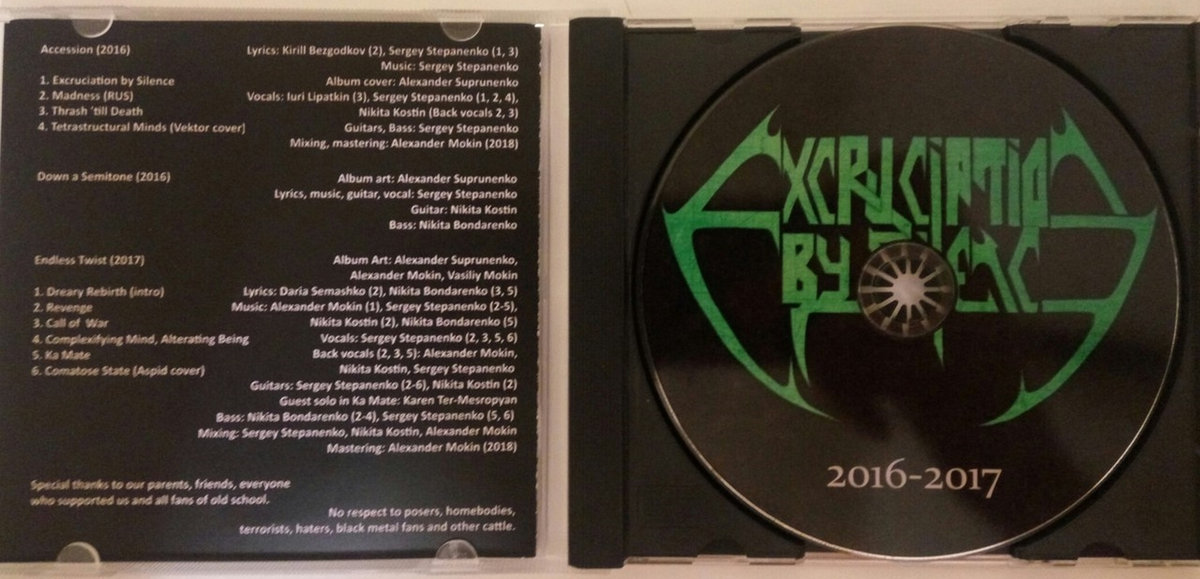 Accession (2016)
Lyrics: Kirill Bezgodkov (2), Sergey Stepanenko (1, 3)
Music: Sergey Stepanenko
1. Excruciation by Silence
Album cover: Alexander Suprunenko
2. Madness (RUS)
Vocals: Iuri Lipatkin (3), Sergey Stepanenko (1, 2, 4),
3. Thrash 'till Death
Nikita Kostin (Back vocals 2, 3)
4. Tetrastructural Minds (Vektor cover)
Guitars, Bass: Sergey Stepanenko
Mixing, mastering: Alexander Mokin (2018)
Down a Semitone (2016)
Album art: Alexander Suprunenko
Lyrics, music, guitar, vocal: Sergey Stepanenko
Guitar: Nikita Kostin
Bass: Nikita Bondarenko
Endless Twist (2017)
Album Art: Alexander Suprunenko,
Alexander Mokin, Vasiliy Mokin
1. Dreary Rebirth (intro)
Lyrics: Daria Semashko (2), Nikita Bondarenko (3, 5)
2. Revenge
Music: Alexander Mokin (1), Sergey Stepanenko (2-5),
3. Call of War
Nikita Kostin (2), Nikita Bondarenko (5)
4. Complexifying Mind, Alterating Being
Vocals: Sergey Stepanenko (2, 3, 5, 6)
5. Ka Mate
Back vocals (2, 3, 5): Alexander Mokin,
6. Comatose State (Aspid cover)
Nikita Kostin, Sergey Stepanenko
Guitars: Sergey Stepanenko (2-6), Nikita Kostin (2)
Guest solo in Ka Mate: Karen Ter-Mesropyan
Bass: Nikita Bondarenko (2-4), Sergey Stepanenko (5, 6)
Mixing: Sergey Stepanenko, Nikita Kostin, Alexander Mokin
Mastering: Alexander Mokin (2018)
Special thanks to our parents, friends, everyone
who supported us and all fans of old school.
No respect to posers, homebodies,
terrorists, haters, black metal fans and other cattle.
Excruciation
By Silence
2016-2017